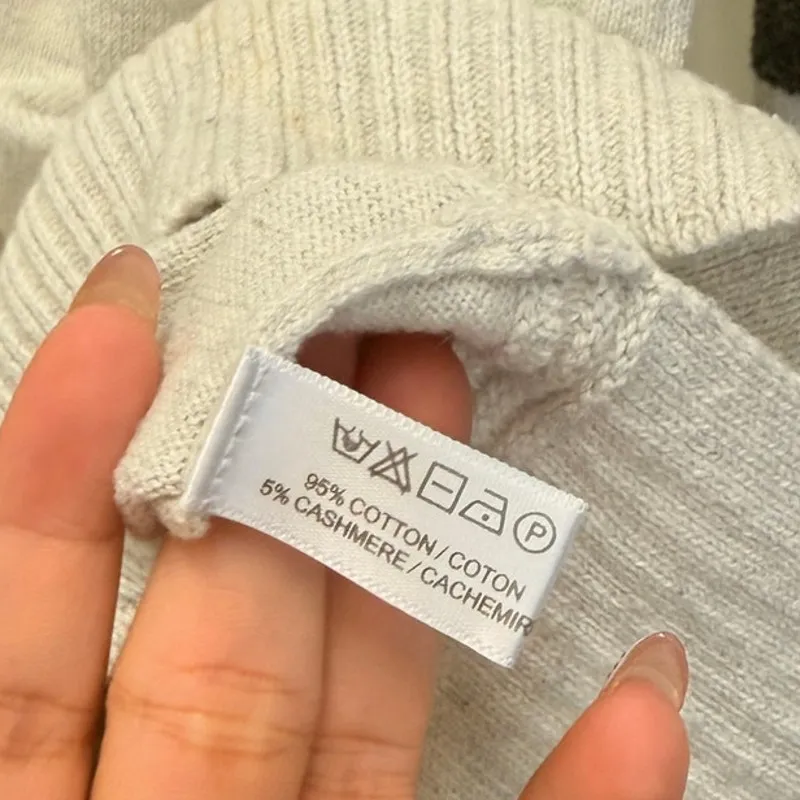 P
95% COTTON / COTON
5% CASHMERE / CACHEMIR